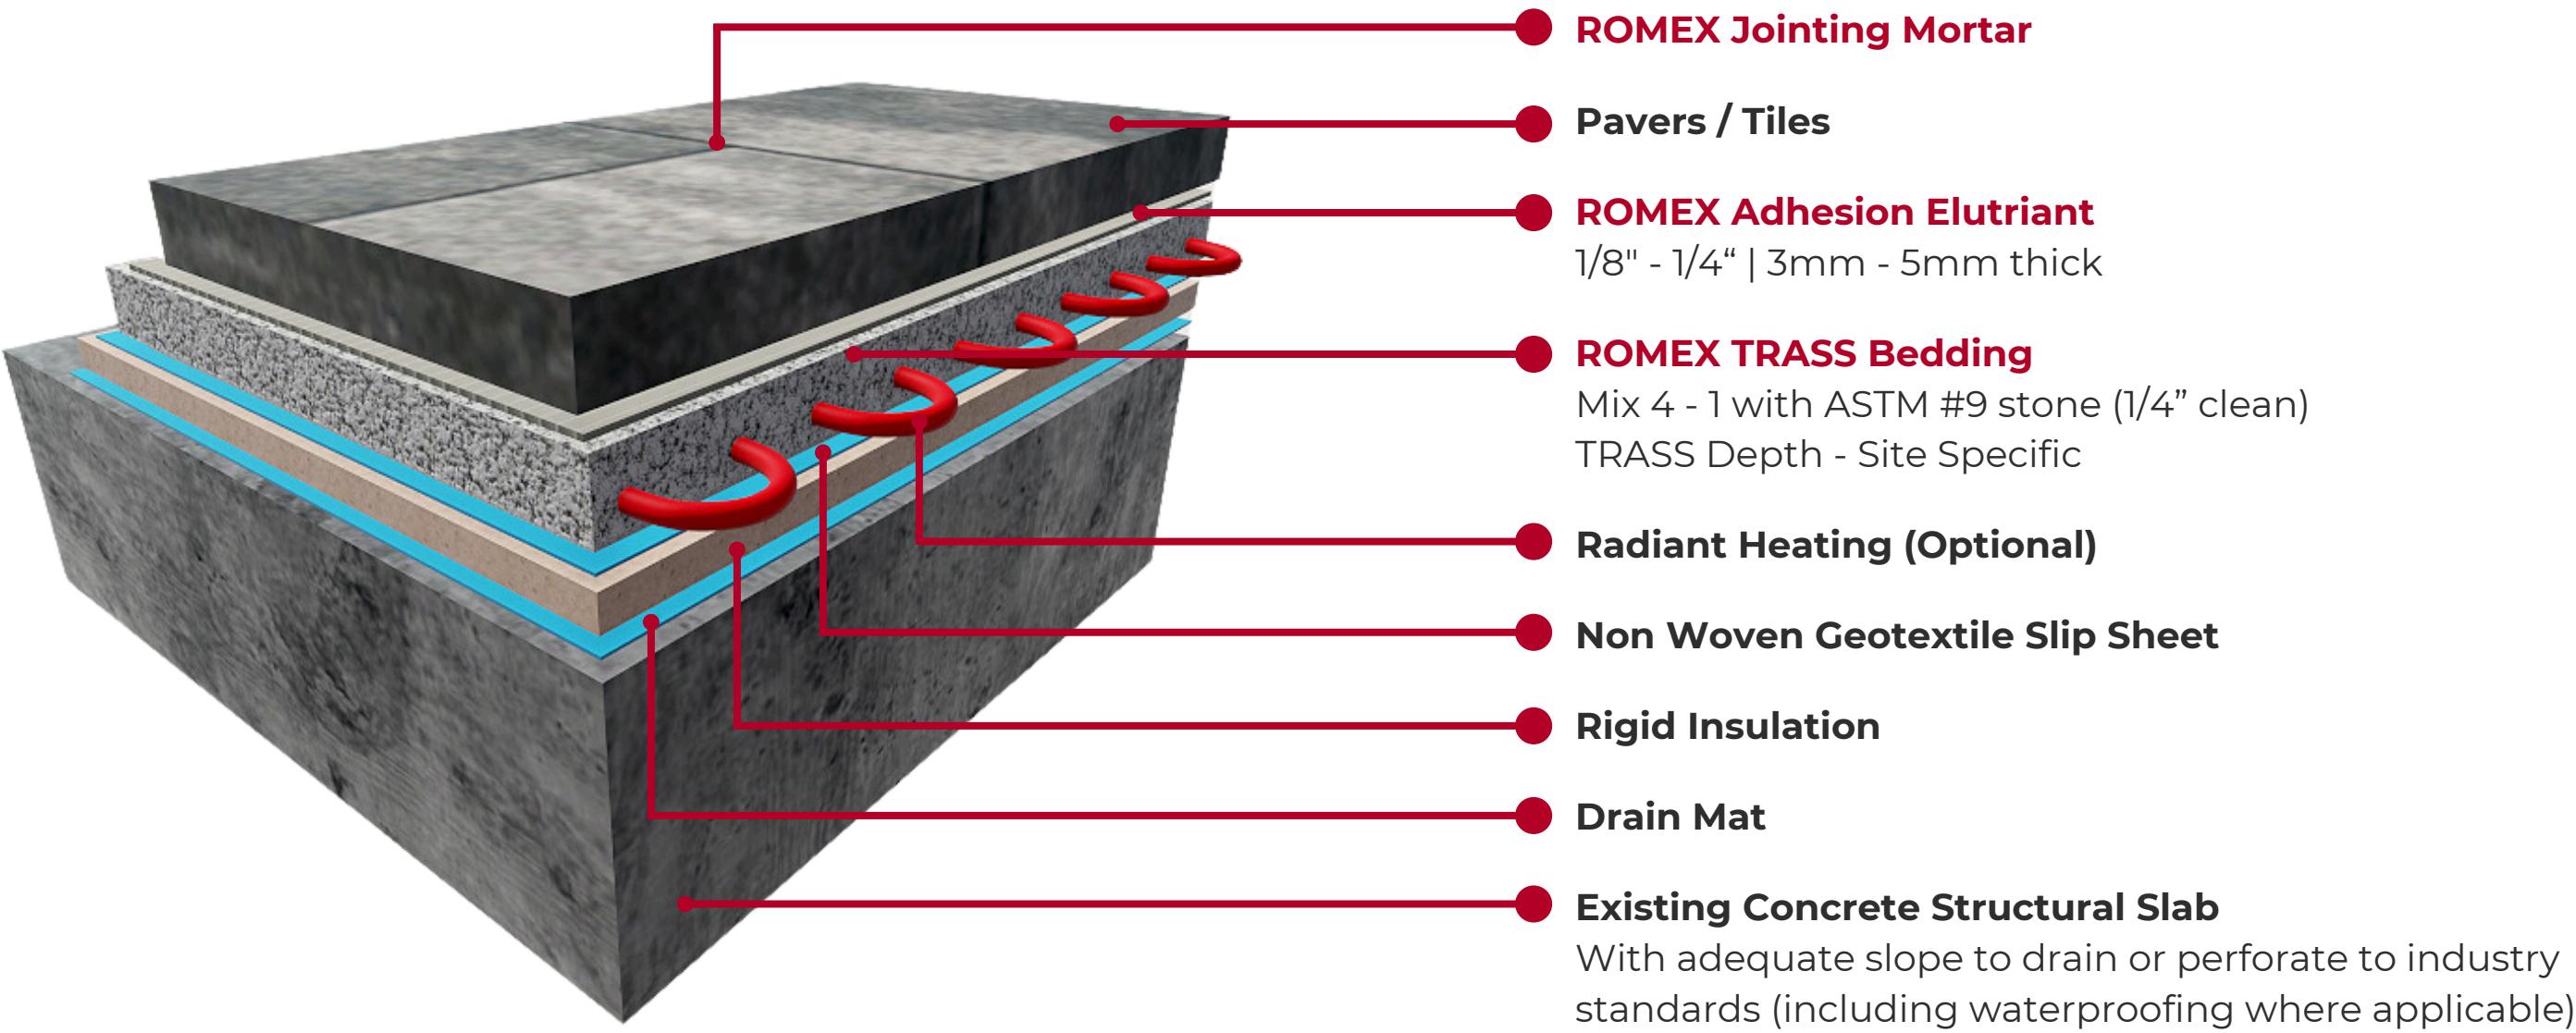 ROMEX Jointing Mortar
Pavers / Tiles
ROMEX Adhesion Elutriant
1/8" - 1/4“ | 3mm - 5mm thick
ROMEX TRASS Bedding
Mix 4 - 1 with ASTM #9 stone (1/4” clean)
TRASS Depth - Site Specific
Radiant Heating (Optional)
Non Woven Geotextile Slip Sheet
Rigid Insulation
Drain Mat
Existing Concrete Structural Slab
With adequate slope to drain or perforate to industry
standards (including waterproofing where applicable)